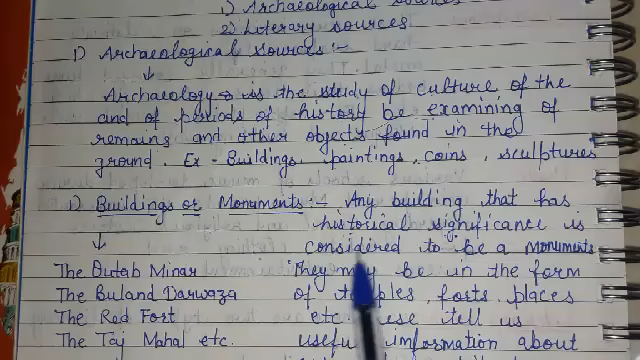 1) Archaeological sources
2) Literary sources
1) Archaeological sources :-
↓
Archaeology → is the study of culture of the
and of periods of history be examining of
remains and other objects found in the
ground. Ex - Buildings, paintings, coins, sculptures
1) Buildings or Monuments :- Any building that has
historical significance is
↓ considired to be a Monuments
The Qutab Minar They may be in the form
The Buland Darwaza of temples, forts, places
The Red Fort etc. These tell us
The Taj Mahal etc. useful information about